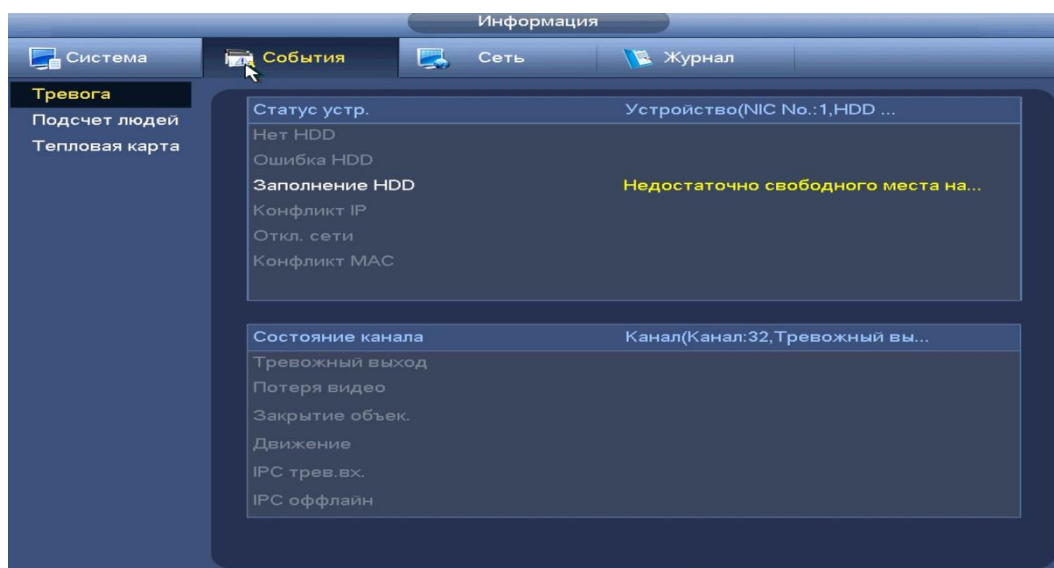 Информация
Система События Сеть Журнал
Тревога
Подсчет людей
Тепловая карта
Статус устр. Устройство(NIC No.:1,HDD ...
Нет HDD
Ошибка HDD
Заполнение HDD Недостаточно свободного места на...
Конфликт IP
Откл. сети
Конфликт MAC
Состояние канала Канал(Канал:32,Тревожный вы...
Тревожный выход
Потеря видео
Закрытие объек.
Движение
IPC трев.вх.
IPC оффлайн